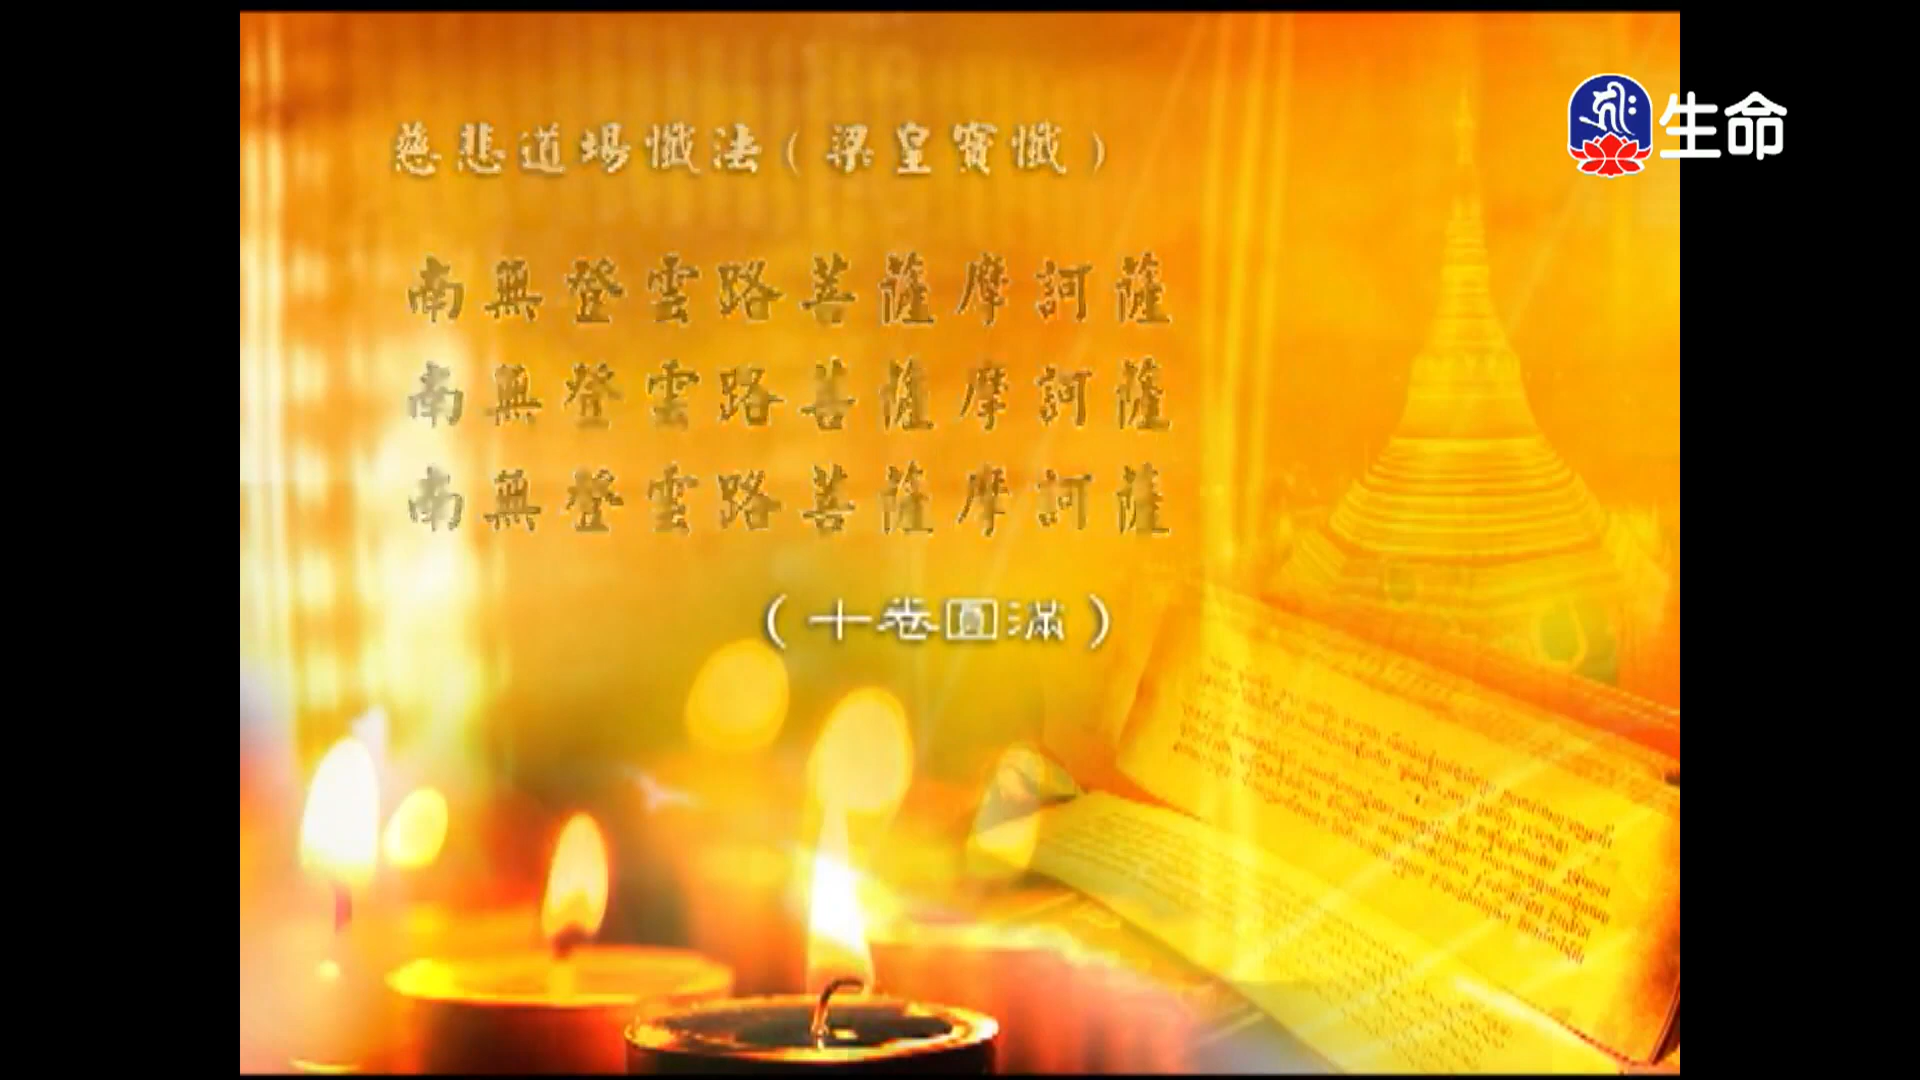 慈悲道場懺法(梁皇寶懺)
南無登雲路菩薩摩訶薩
南無登雲路菩薩摩訶薩
南無登雲路菩薩摩訶薩
(十卷圓滿)
生命